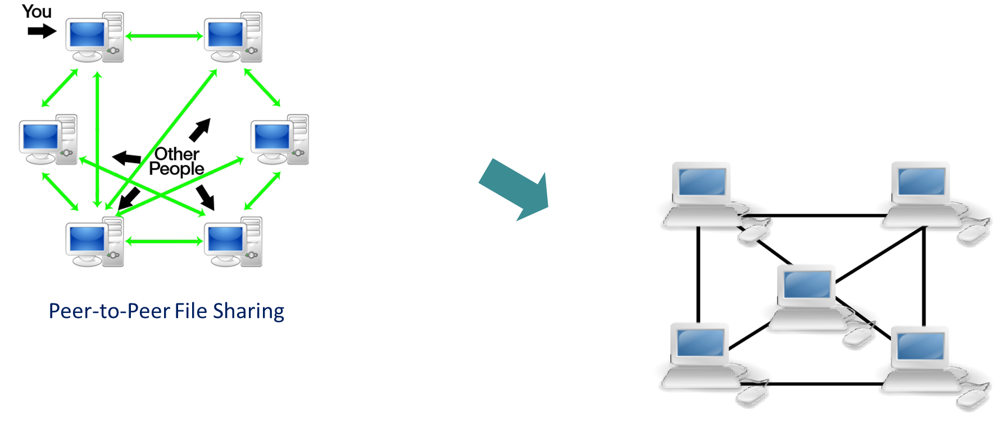 You
Other
People
Peer-to-Peer File Sharing